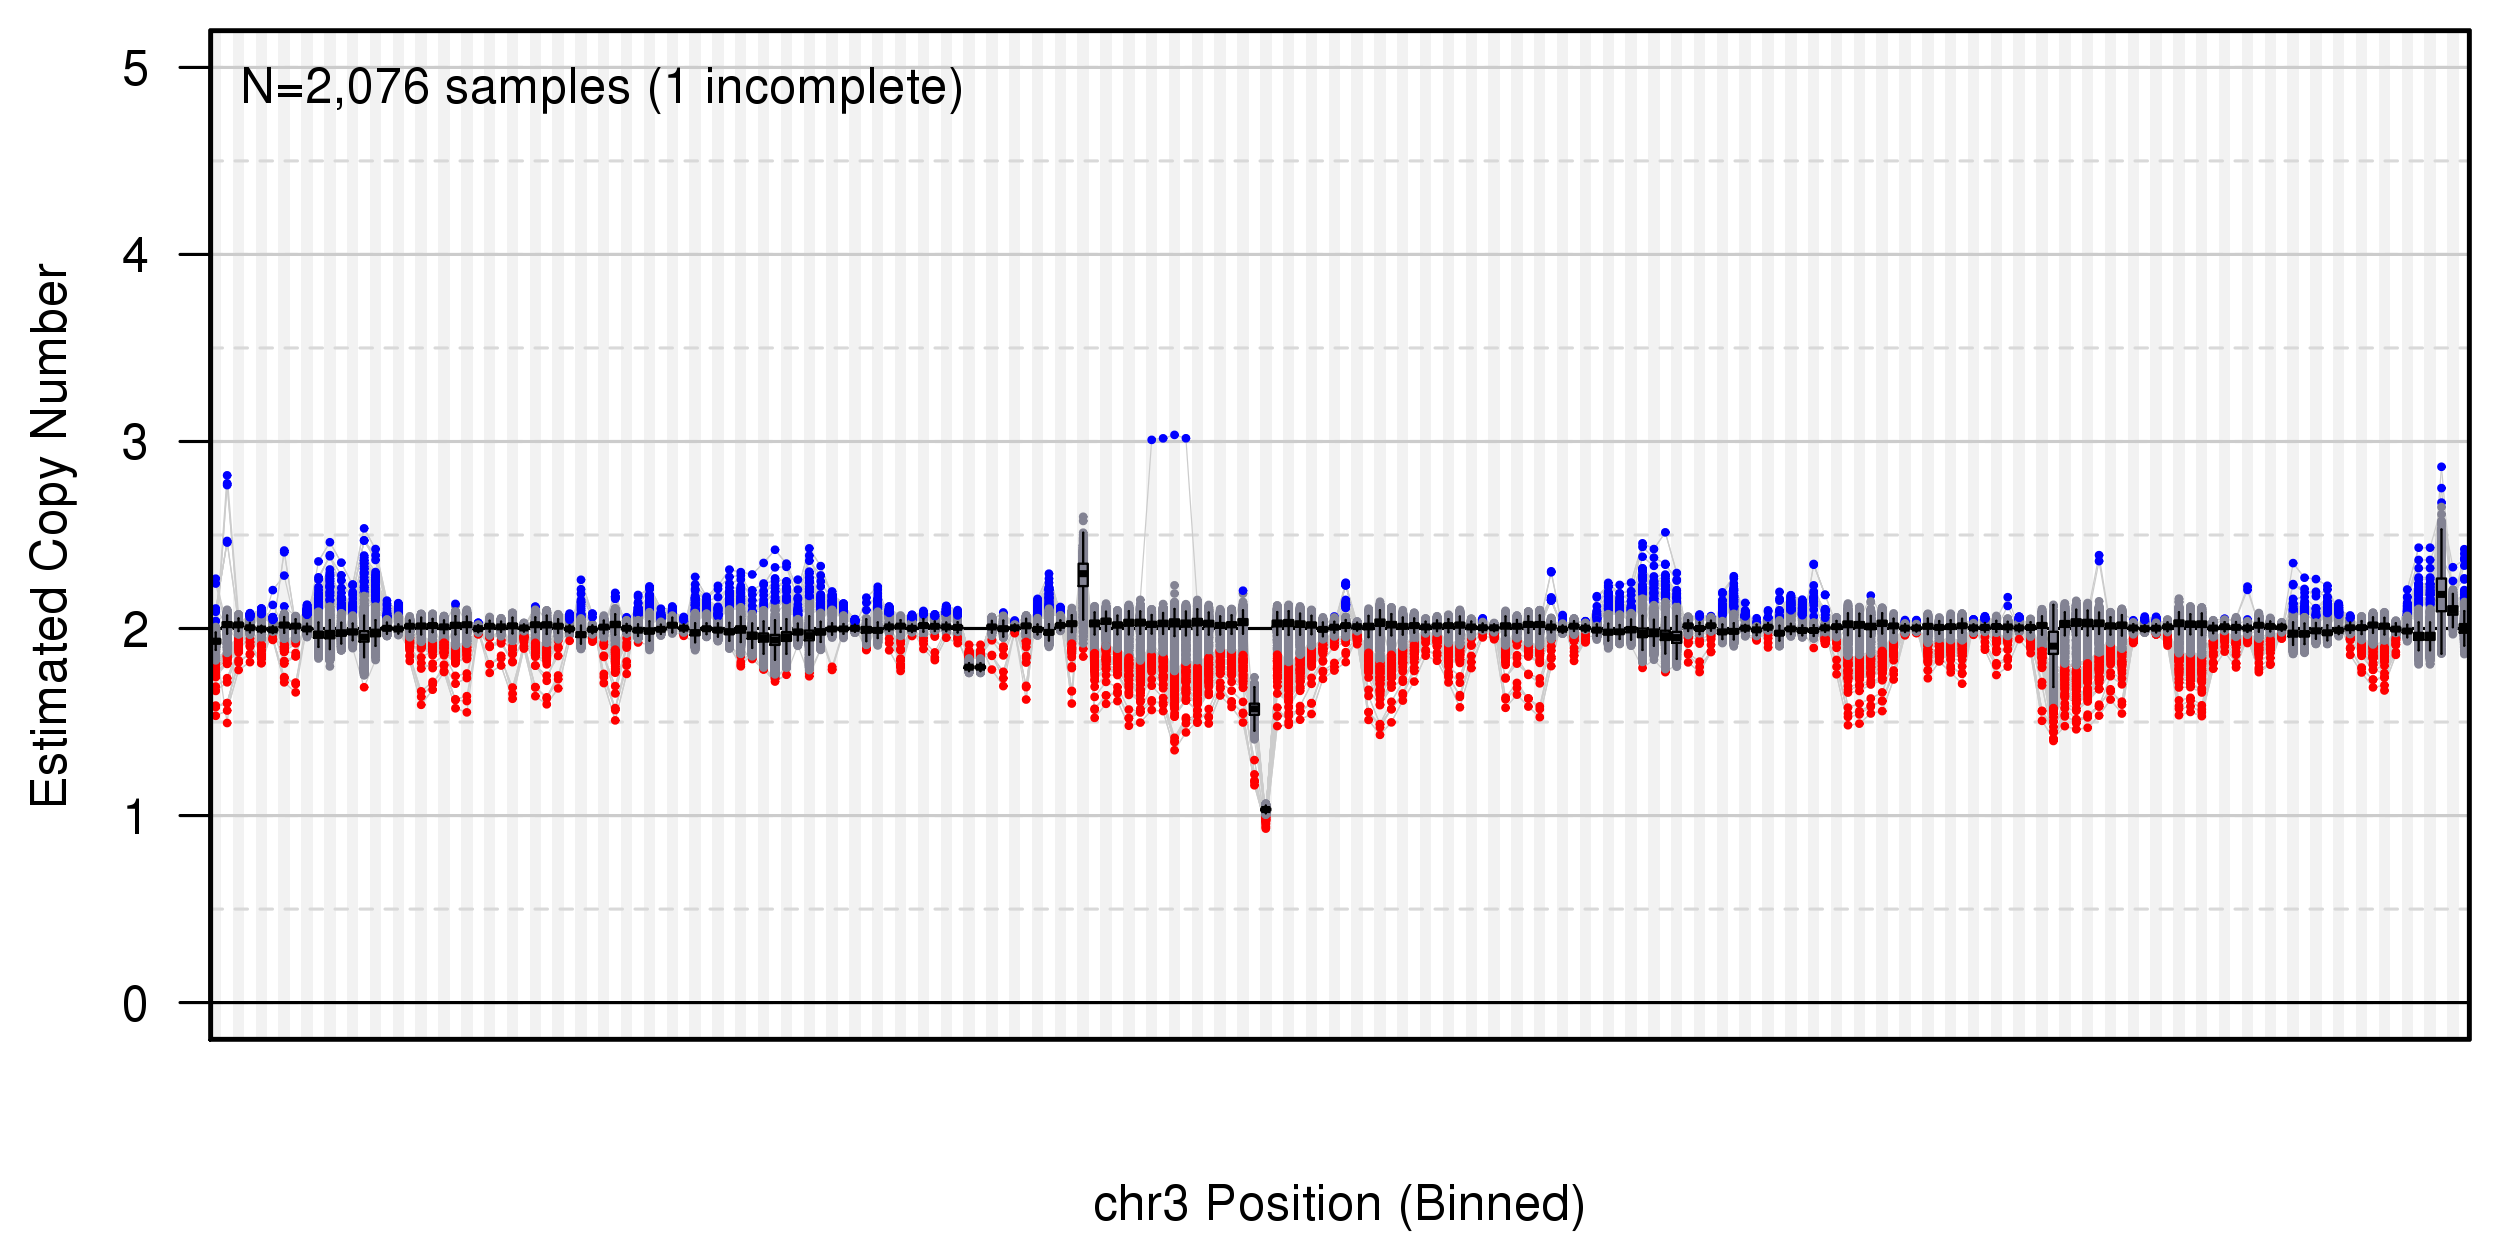 N=2,076 samples (1 incomplete)
5
4
3
2
1
0
Estimated Copy Number
chr3 Position (Binned)